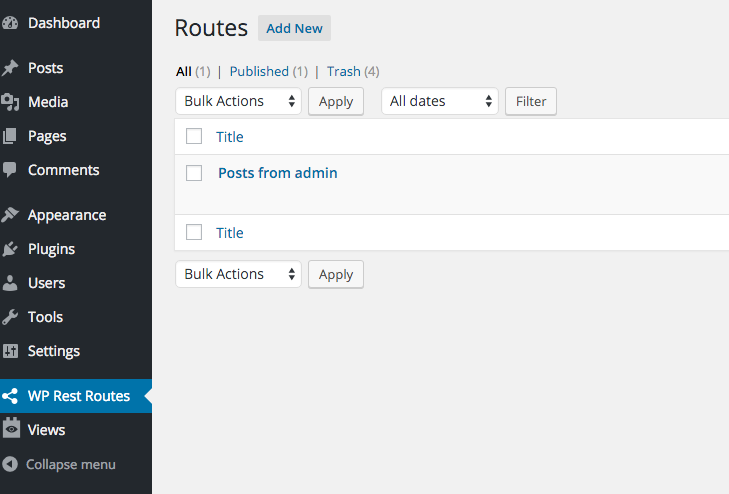 Dashboard
Posts
Media
Pages
Comments
Appearance
Plugins
Users
Tools
Settings
WP Rest Routes
Views
Collapse menu
Routes Add New
All (1) | Published (1) | Trash (4)
Bulk Actions Apply All dates Filter
Title
Posts from admin
Title
Bulk Actions Apply